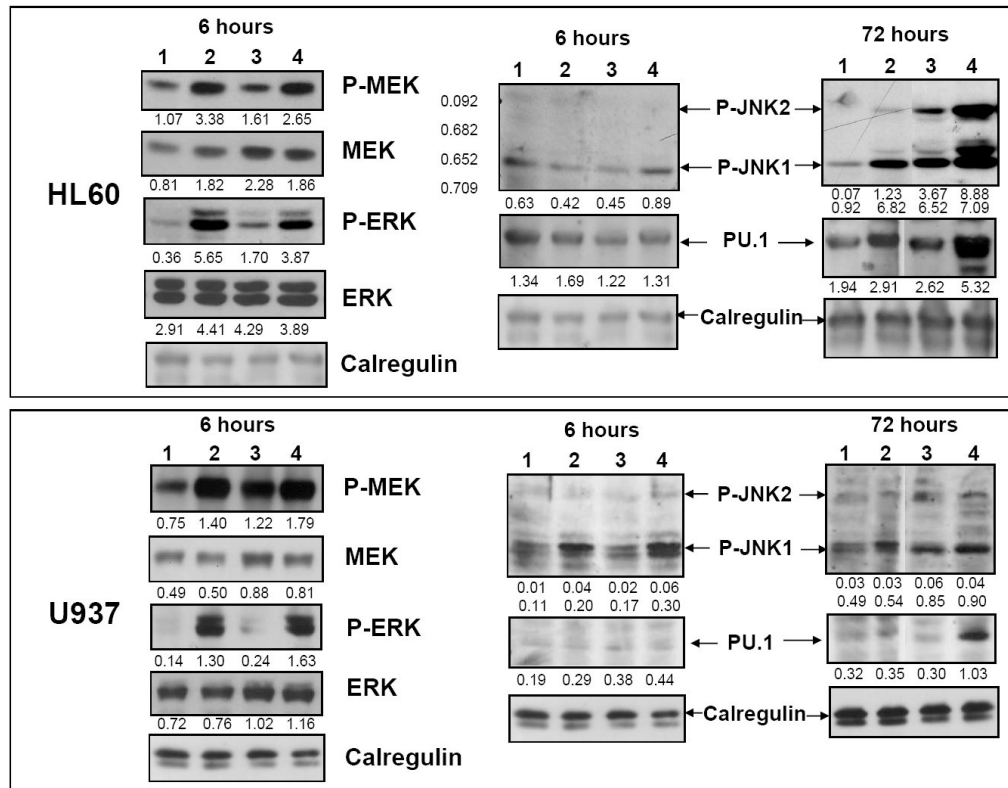 HL60
6 hours
1 2 3 4
P-MEK
1.07 3.38 1.61 2.65
MEK
0.81 1.82 2.28 1.86
P-ERK
0.36 5.65 1.70 3.87
ERK
2.91 4.41 4.29 3.89
Calregulin
6 hours
1 2 3 4
0.092
0.682
0.652
0.709
0.63 0.42 0.45 0.89
1.34 1.69 1.22 1.31
P-JNK2
P-JNK1
PU.1
Calregulin
72 hours
1 2 3 4
0.07 1.23 3.67 8.88
0.92 6.82 6.52 7.09
1.94 2.91 2.62 5.32
U937
6 hours
1 2 3 4
P-MEK
0.75 1.40 1.22 1.79
MEK
0.49 0.50 0.88 0.81
P-ERK
0.14 1.30 0.24 1.63
ERK
0.72 0.76 1.02 1.16
Calregulin
6 hours
1 2 3 4
0.01 0.04 0.02 0.06
0.11 0.20 0.17 0.30
0.19 0.29 0.38 0.44
P-JNK2
P-JNK1
PU.1
Calregulin
72 hours
1 2 3 4
0.03 0.03 0.06 0.04
0.49 0.54 0.85 0.90
0.32 0.35 0.30 1.03